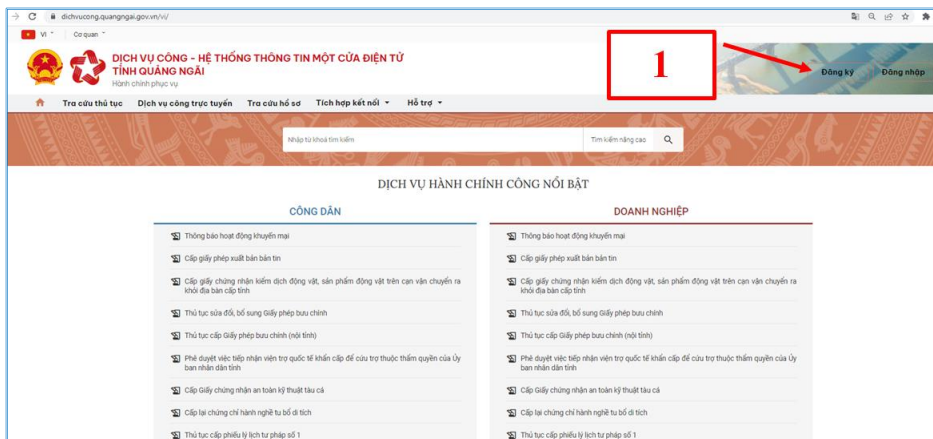 dichvucong.quangngai.gov.vn/vi/
VI
Cơ quan
DỊCH VỤ CÔNG - HỆ THỐNG THÔNG TIN MỘT CỬA ĐIỆN TỬ
TỈNH QUẢNG NGÃI
Hành chính phục vụ
1
Đăng ký
Đăng nhập
Tra cứu thủ tục
Dịch vụ công trực tuyến
Tra cứu hồ sơ
Tích hợp kết nối
Hỗ trợ
Nhập từ khoá tìm kiếm
Tìm kiếm nâng cao
DỊCH VỤ HÀNH CHÍNH CÔNG NỔI BẬT
CÔNG DÂN
Thông báo hoạt động khuyến mại
Cấp giấy phép xuất bản bản tin
Cấp giấy chứng nhận kiểm dịch động vật, sản phẩm động vật trên cạn vận chuyển ra
khỏi địa bàn cấp tỉnh
Thủ tục sửa đổi, bổ sung Giấy phép bưu chính
Thủ tục cấp Giấy phép bưu chính (nội tỉnh)
Phê duyệt việc tiếp nhận viện trợ quốc tế khẩn cấp để cứu trợ thuộc thẩm quyền của Ủy
ban nhân dân tỉnh
Cấp Giấy chứng nhận an toàn kỹ thuật tàu cá
Cấp lại chứng chỉ hành nghề tu bổ di tích
Thủ tục cấp phiếu lý lịch tư pháp số 1
DOANH NGHIỆP
Thông báo hoạt động khuyến mại
Cấp giấy phép xuất bản bản tin
Cấp giấy chứng nhận kiểm dịch động vật, sản phẩm động vật trên cạn vận chuyển ra
khỏi địa bàn cấp tỉnh
Thủ tục sửa đổi, bổ sung Giấy phép bưu chính
Thủ tục cấp Giấy phép bưu chính (nội tỉnh)
Phê duyệt việc tiếp nhận viện trợ quốc tế khẩn cấp để cứu trợ thuộc thẩm quyền của Ủy
ban nhân dân tỉnh
Cấp Giấy chứng nhận an toàn kỹ thuật tàu cá
Cấp lại chứng chỉ hành nghề tu bổ di tích
Thủ tục cấp phiếu lý lịch tư pháp số 1